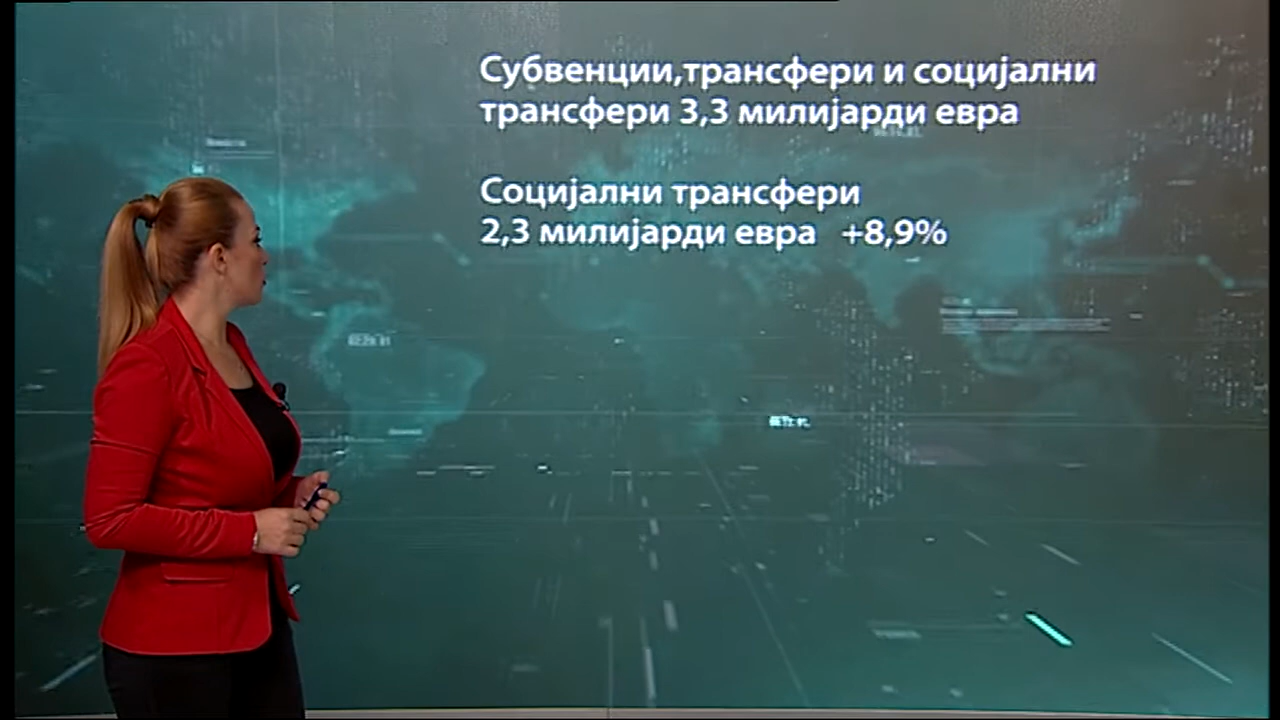 Субвенции,трансфери и социјални
трансфери 3,3 милијарди евра
Социјални трансфери
2,3 милијарди евра +8,9%